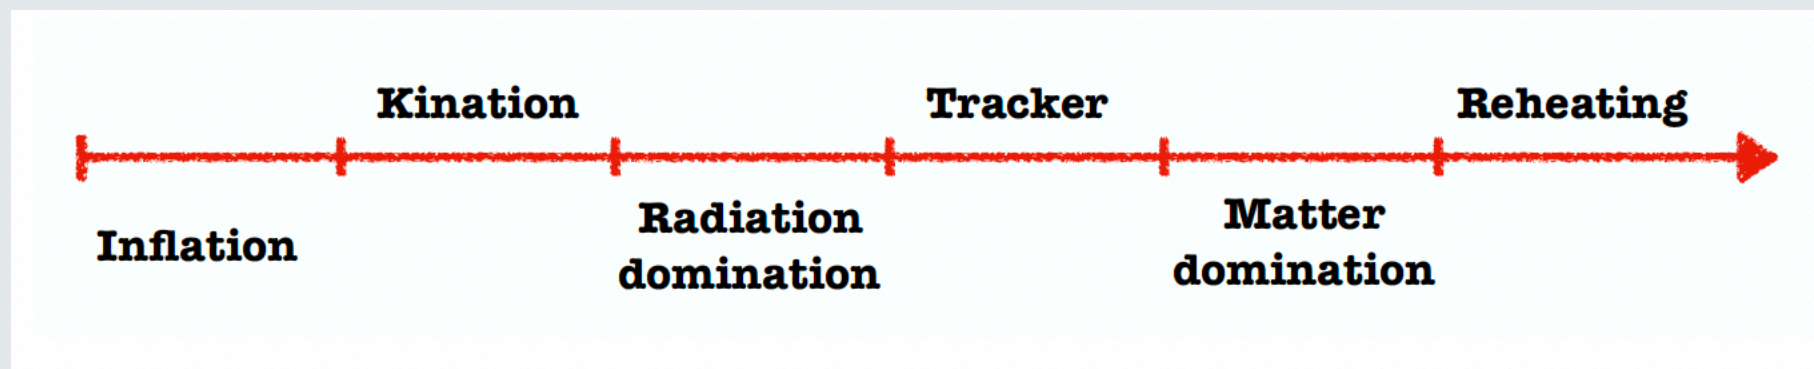 Kination
Tracker
Reheating
Inflation
Radiation
domination
Matter
domination